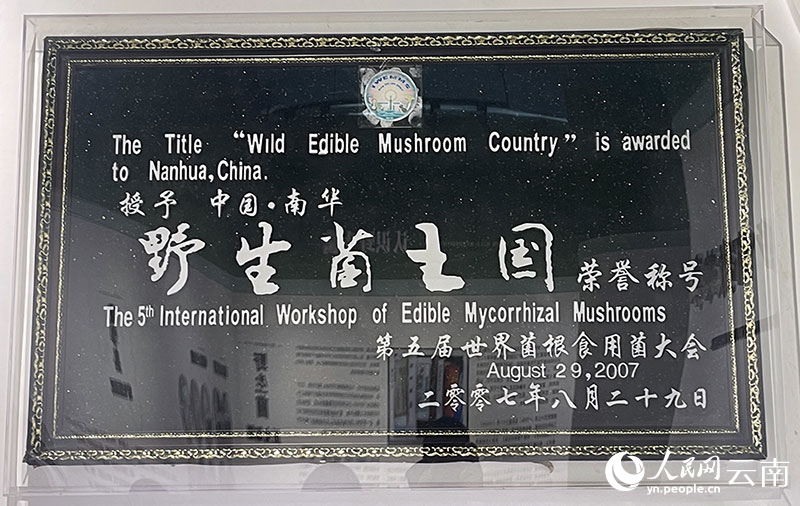 IWEMM5
The Title “Wild Edible Mushroom Country” is awarded
to Nanhua,China.
授予 中国·南华
野生菌王国 荣誉称号
The 5th International Workshop of Edible Mycorrhizal Mushrooms
第五届世界菌根食用菌大会
August 29,2007
二零零七年八月二十九日
人民网 云南
yn.people.cn